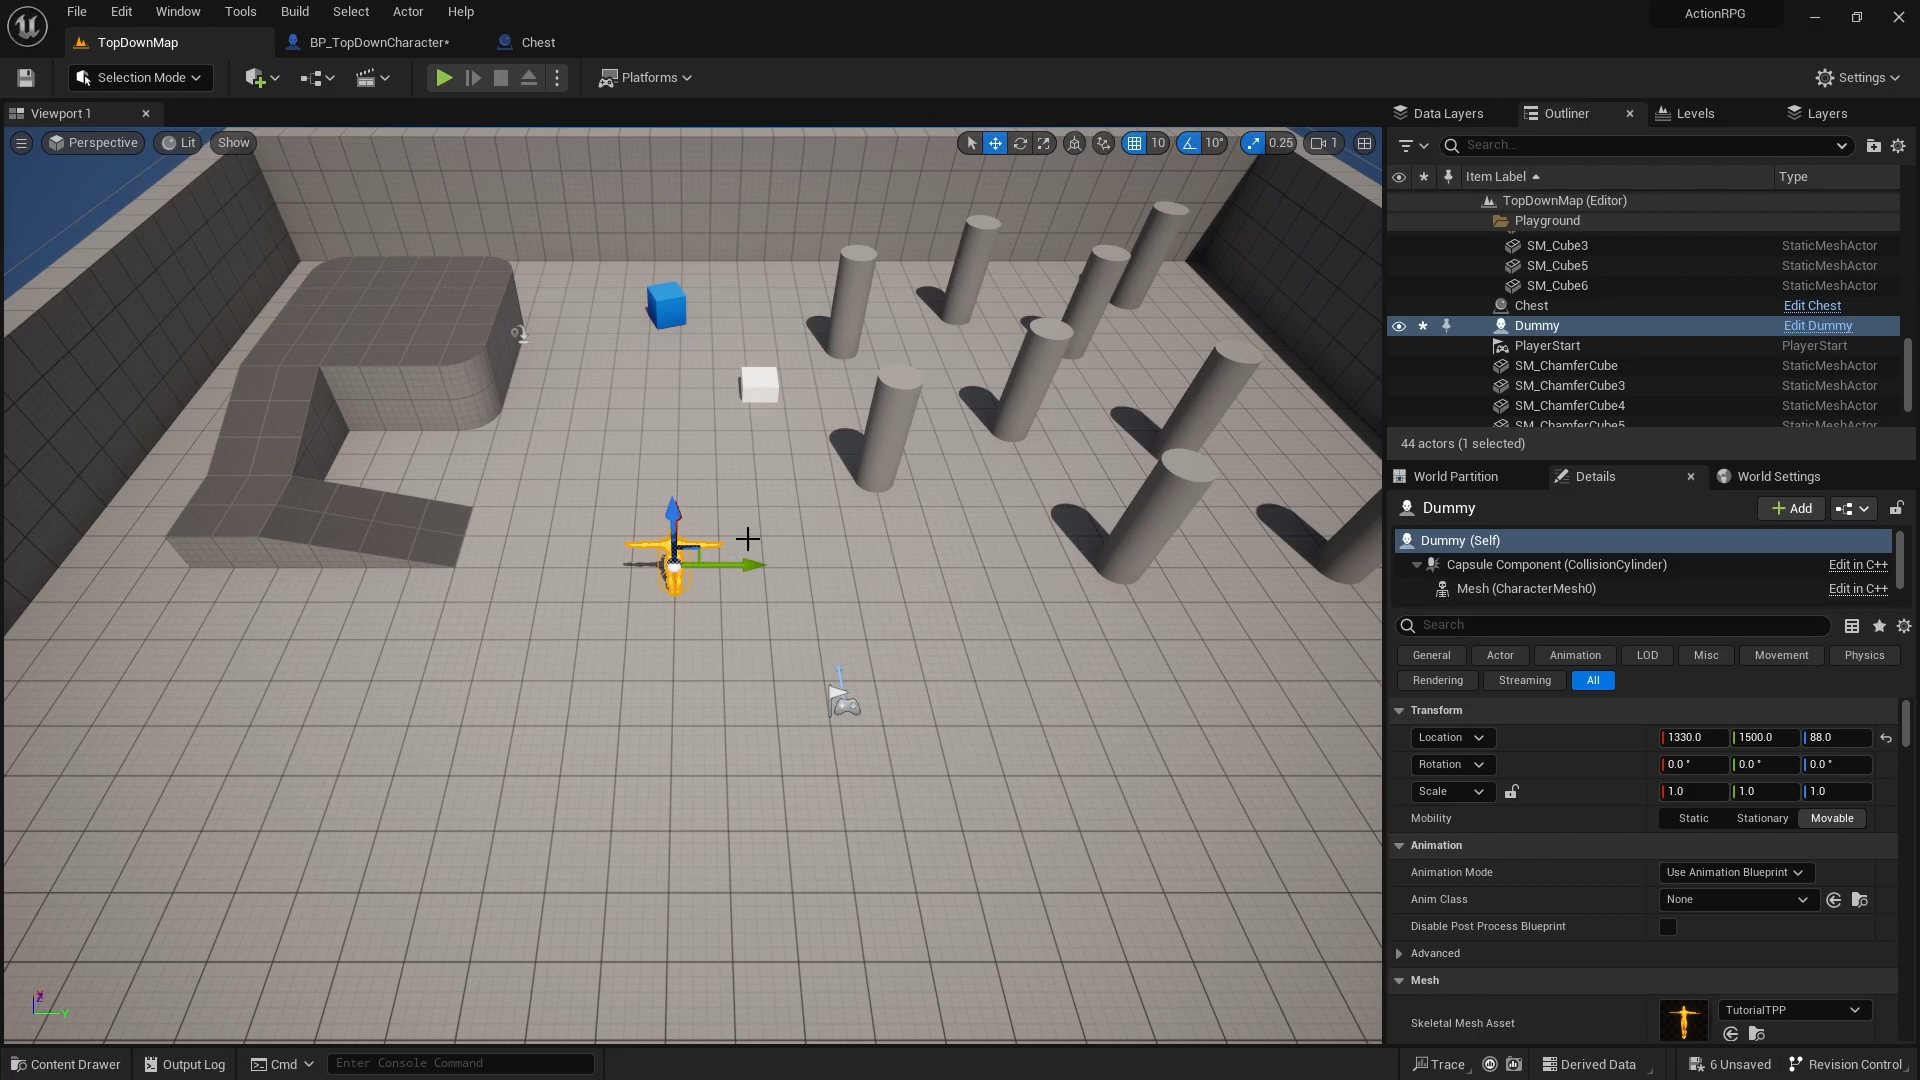 File Edit Window Tools Build Select Actor Help
ActionRPG
TopDownMap BP_TopDownCharacter* Chest
Selection Mode Platforms Settings
Viewport 1
Data Layers Outliner Levels Layers
Perspective Lit Show 10 10° 0.25 1
Search...
Item Label Type
TopDownMap (Editor)
Playground
SM_Cube3 StaticMeshActor
SM_Cube5 StaticMeshActor
SM_Cube6 StaticMeshActor
Chest Edit Chest
Dummy Edit Dummy
PlayerStart PlayerStart
SM_ChamferCube StaticMeshActor
SM_ChamferCube3 StaticMeshActor
SM_ChamferCube4 StaticMeshActor
SM_ChamferCube5 StaticMeshActor
44 actors (1 selected)
World Partition Details World Settings
Dummy Add
Dummy (Self)
Capsule Component (CollisionCylinder) Edit in C++
Mesh (CharacterMesh0) Edit in C++
Search
General Actor Animation LOD Misc Movement Physics
Rendering Streaming All
Transform
Location 1330.0 1500.0 88.0
Rotation 0.0 ° 0.0 ° 0.0 °
Scale 1.0 1.0 1.0
Mobility Static Stationary Movable
Animation
Animation Mode Use Animation Blueprint
Anim Class None
Disable Post Process Blueprint
Advanced
Mesh
Skeletal Mesh Asset TutorialTPP
Z Y
Content Drawer Output Log Cmd Enter Console Command Trace Derived Data 6 Unsaved Revision Control